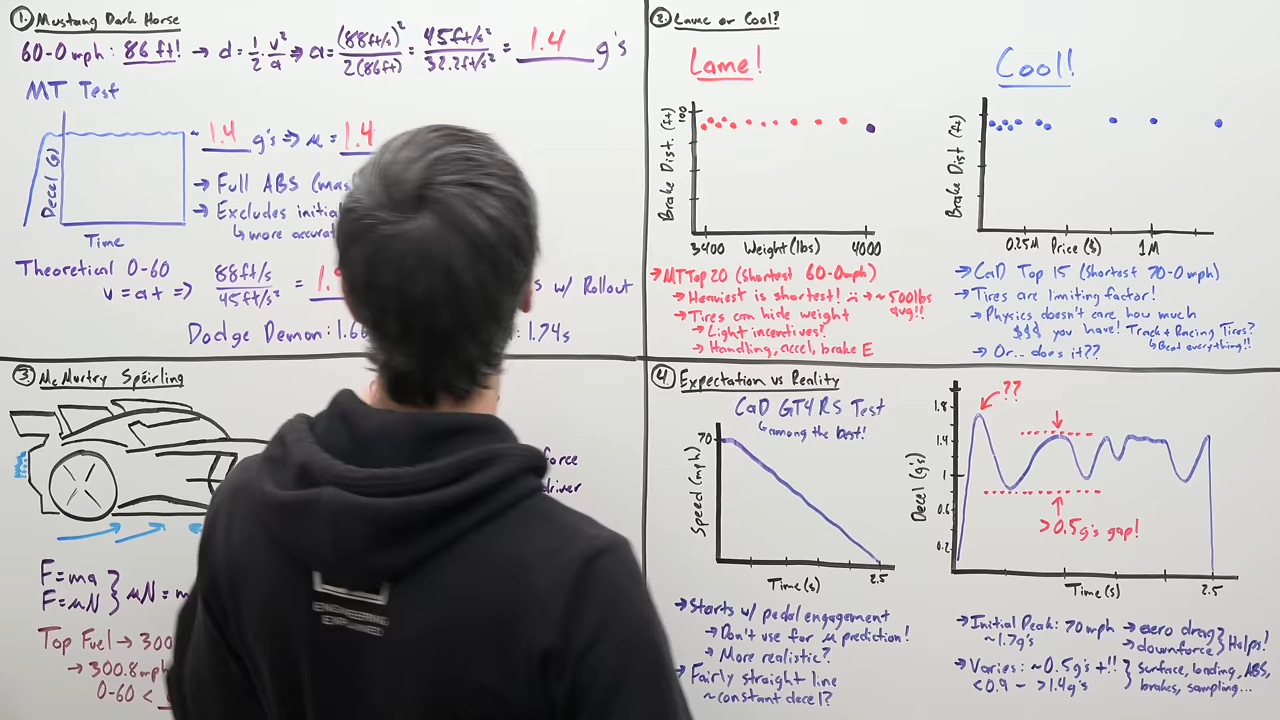 1. Mustang Dark Horse
60-0 mph: 86 ft! → d = 1/2 · v²/a ⇒ a = (88ft/s)²/2(86ft) = 45ft/s²/32.2ft/s² = 1.4 g's
MT Test
Decel (G)
Time
~ 1.4 g's ⇒ μ = 1.4
→ Full ABS
→ Excludes
↳ more
Theoretical 0-60
v = at ⇒ 88ft/s/45ft/s² = 1. s w/ Rollout
Dodge Demon: 1.6 : 1.74s
2. Lame or Cool?
Lame!
Brake Dist. (ft)
100
3400 Weight (lbs) 4000
→ MT Top 20 (Shortest 60-0mph)
→ Heaviest is shortest! → ~500lbs avg!!
→ Tires can hide weight
→ Light incentives?
→ Handling, accel, brake E
Cool!
Brake Dist (ft)
0.25M Price ($) 1M
→ CaD Top 15 (Shortest 70-0 mph)
→ Tires are limiting factor!
→ Physics doesn't care how much
$$$ you have! Track + Racing Tires?
→ Or... does it?? ↳ Beat everything!!
3. McMurtry Spéirling
force
driver
F=ma
F=μN } μN =
Top Fuel → 300
→ 300.8mph
0-60 <
ENGINEERING
EXPLAINED
4. Expectation vs Reality
CaD GT4 RS Test
↳ among the best!
Speed (mph)
70
Time (s) 2.5
→ Starts w/ pedal engagement
→ Don't use for μ prediction!
→ More realistic?
→ Fairly straight line
~ constant decel?
Decel (g's)
1.8
1.4
1
0.6
0.2
??
>0.5g's gap!
Time (s) 2.5
→ Initial Peak: 70mph → aero drag
~1.7g's → downforce } Helps!
→ Varies: ~0.5g's +!! } surface, loading, ABS,
<0.9 – >1.4g's brakes, sampling...